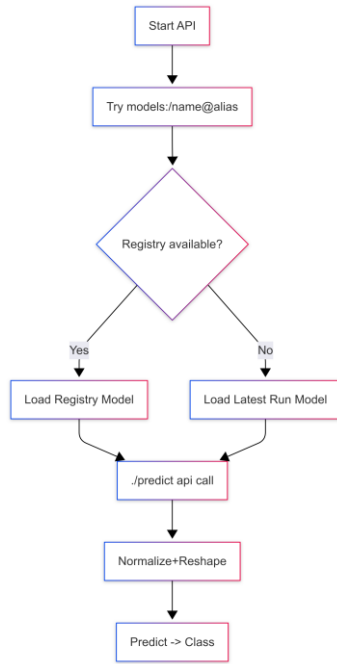 Start API
Try models:/name@alias
Registry available?
Yes
No
Load Registry Model
Load Latest Run Model
./predict api call
Normalize+Reshape
Predict -> Class